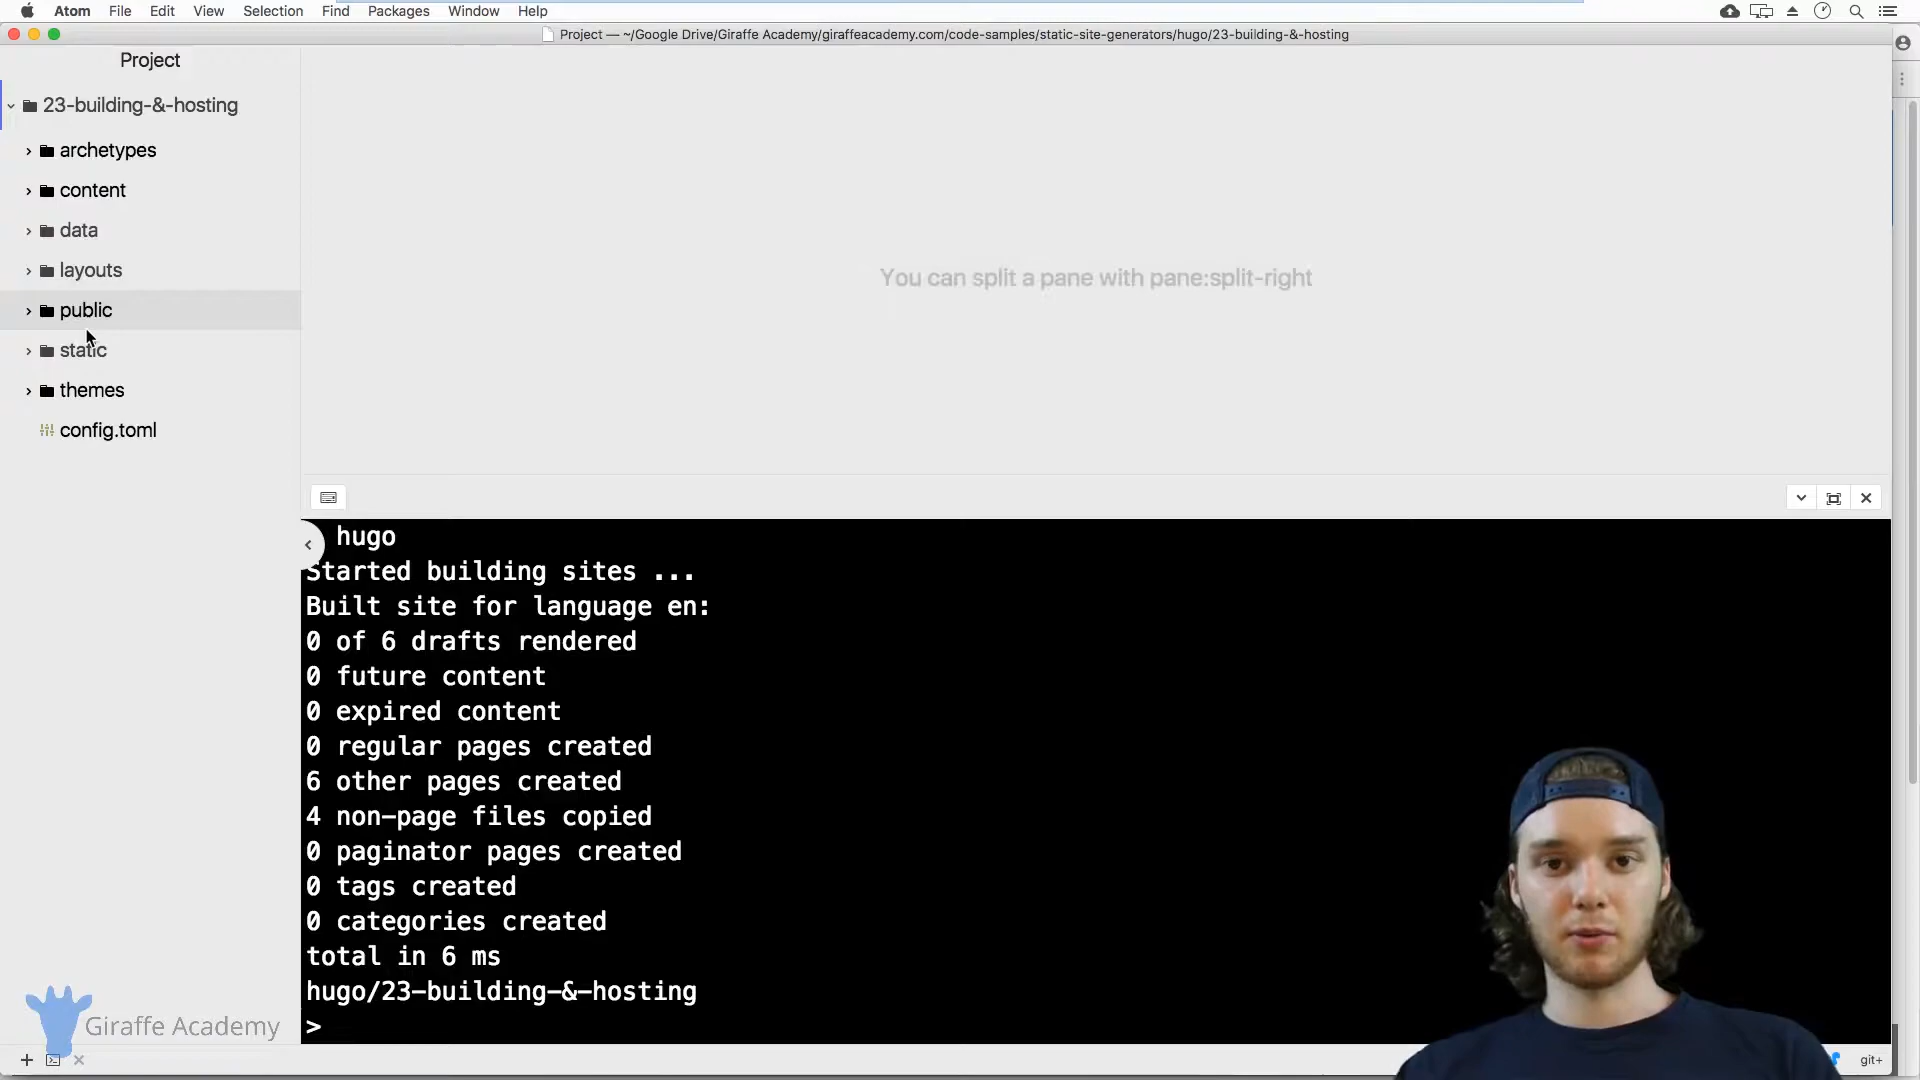 Atom File Edit View Selection Find Packages Window Help
Project — ~/Google Drive/Giraffe Academy/giraffeacademy.com/code-samples/static-site-generators/hugo/23-building-&-hosting
Project
23-building-&-hosting
archetypes
content
data
layouts
public
static
themes
config.toml
You can split a pane with pane:split-right
hugo
Started building sites ...
Built site for language en:
0 of 6 drafts rendered
0 future content
0 expired content
0 regular pages created
6 other pages created
4 non-page files copied
0 paginator pages created
0 tags created
0 categories created
total in 6 ms
hugo/23-building-&-hosting
>
Giraffe Academy
git+